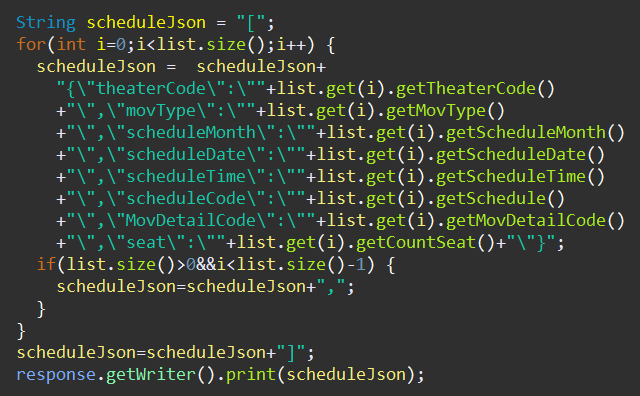 String scheduleJson = "[";
for(int i=0;i<list.size();i++) {
scheduleJson =  scheduleJson+
"{\"theaterCode\":\""+list.get(i).getTheaterCode()
+"\",\"movType\":\""+list.get(i).getMovType()
+"\",\"scheduleMonth\":\""+list.get(i).getScheduleMonth()
+"\",\"scheduleDate\":\""+list.get(i).getScheduleDate()
+"\",\"scheduleTime\":\""+list.get(i).getScheduleTime()
+"\",\"scheduleCode\":\""+list.get(i).getSchedule()
+"\",\"MovDetailCode\":\""+list.get(i).getMovDetailCode()
+"\",\"seat\":\""+list.get(i).getCountSeat()+"\"}";
if(list.size()>0&&i<list.size()-1) {
scheduleJson=scheduleJson+",";
}
}
scheduleJson=scheduleJson+"]";
response.getWriter().print(scheduleJson);